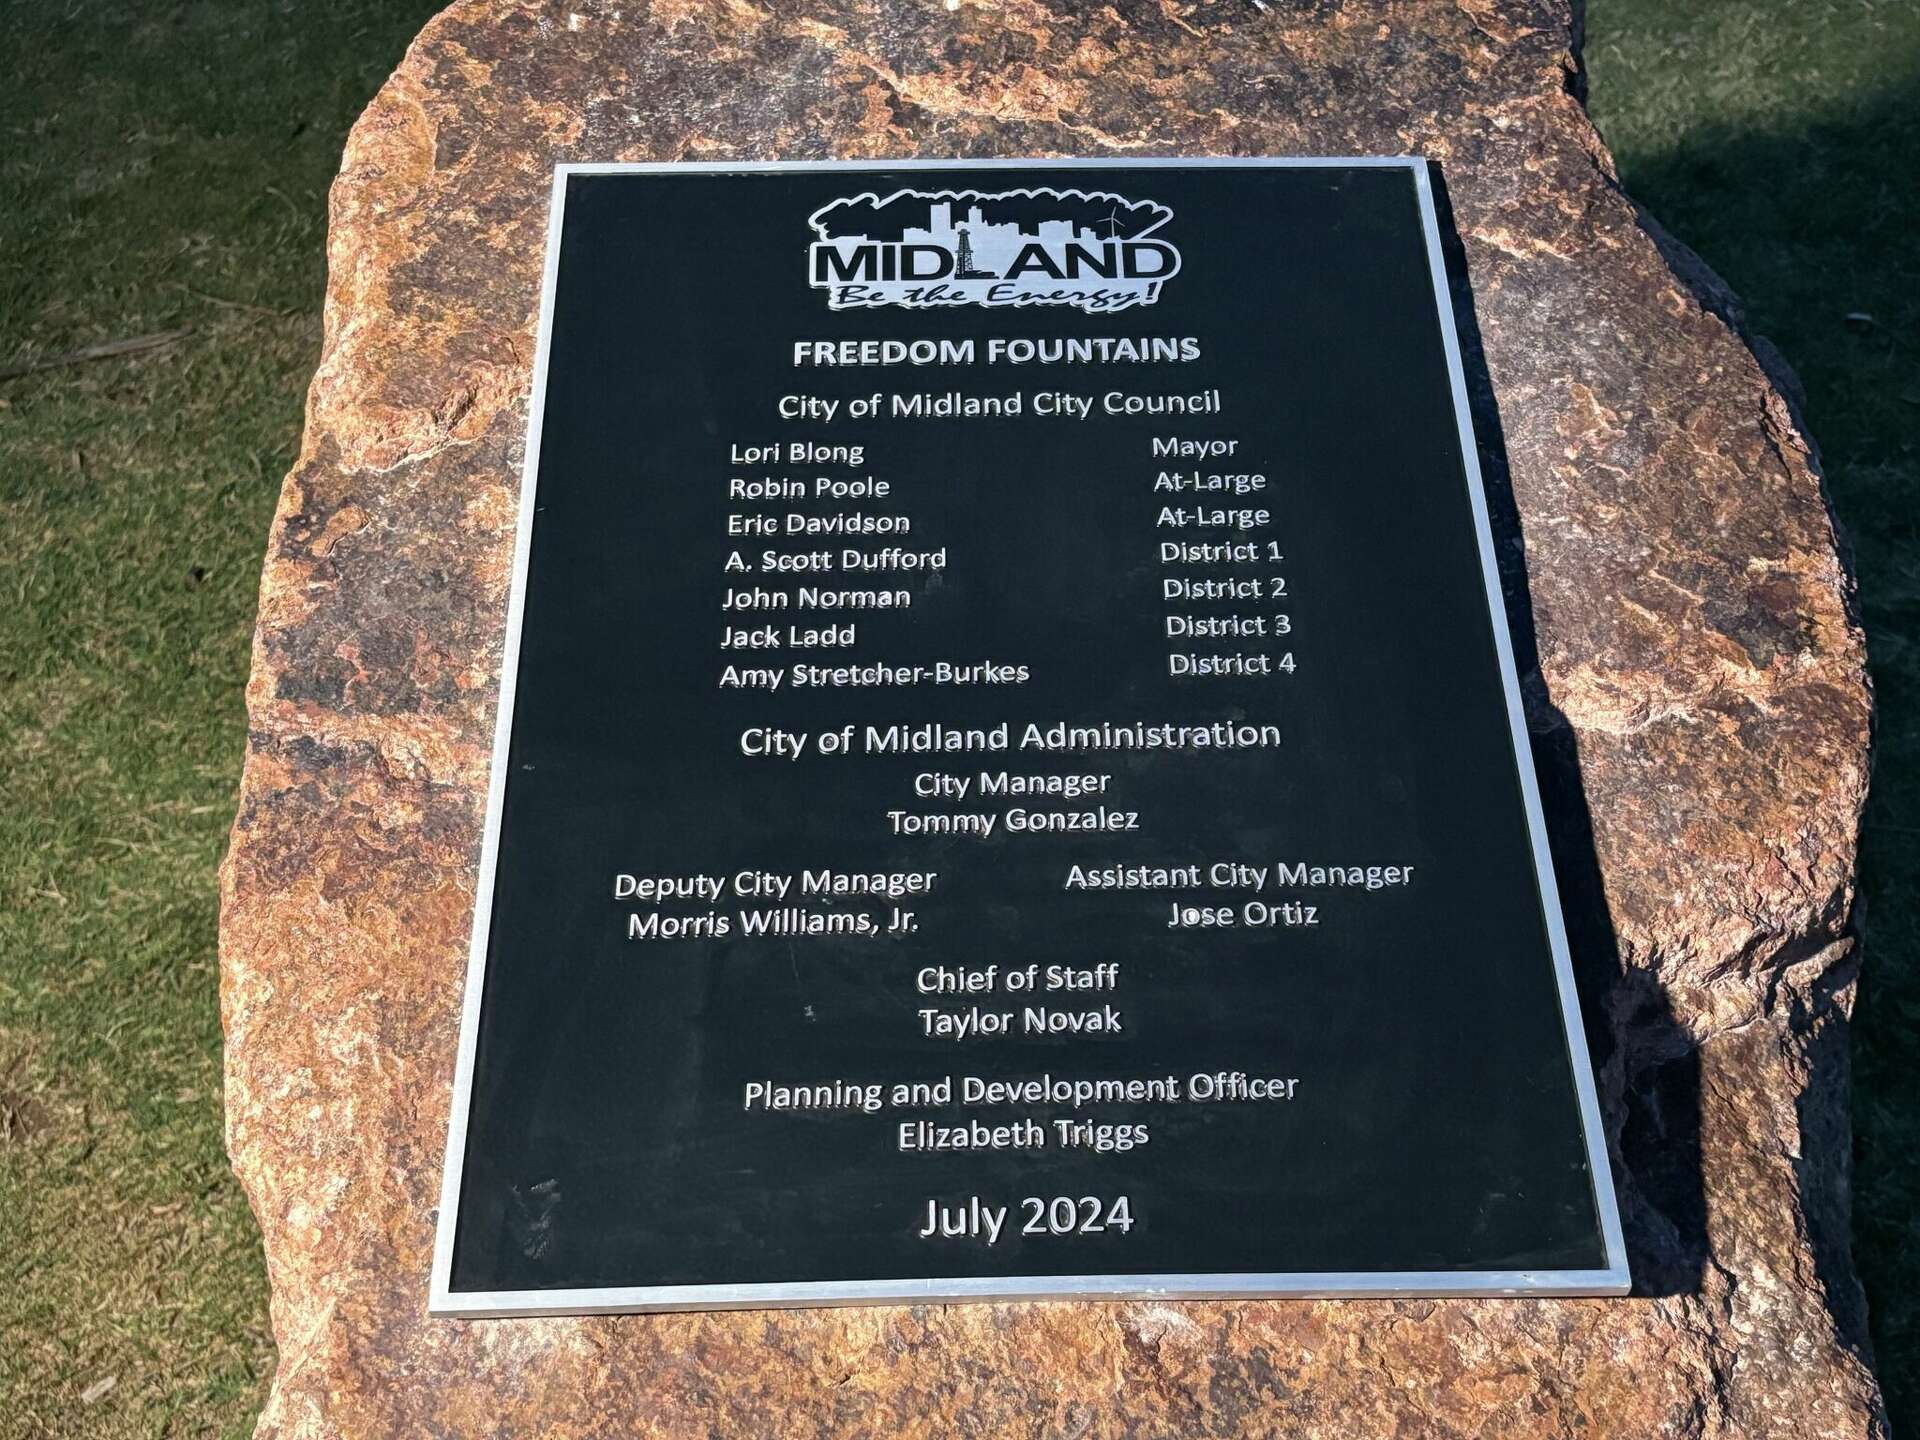 MIDLAND
Be the Energy!
FREEDOM FOUNTAINS
City of Midland City Council
Lori Blong Mayor
Robin Poole At-Large
Eric Davidson At-Large
A. Scott Dufford District 1
John Norman District 2
Jack Ladd District 3
Amy Stretcher-Burkes District 4
City of Midland Administration
City Manager
Tommy Gonzalez
Deputy City Manager Assistant City Manager
Morris Williams, Jr. Jose Ortiz
Chief of Staff
Taylor Novak
Planning and Development Officer
Elizabeth Triggs
July 2024